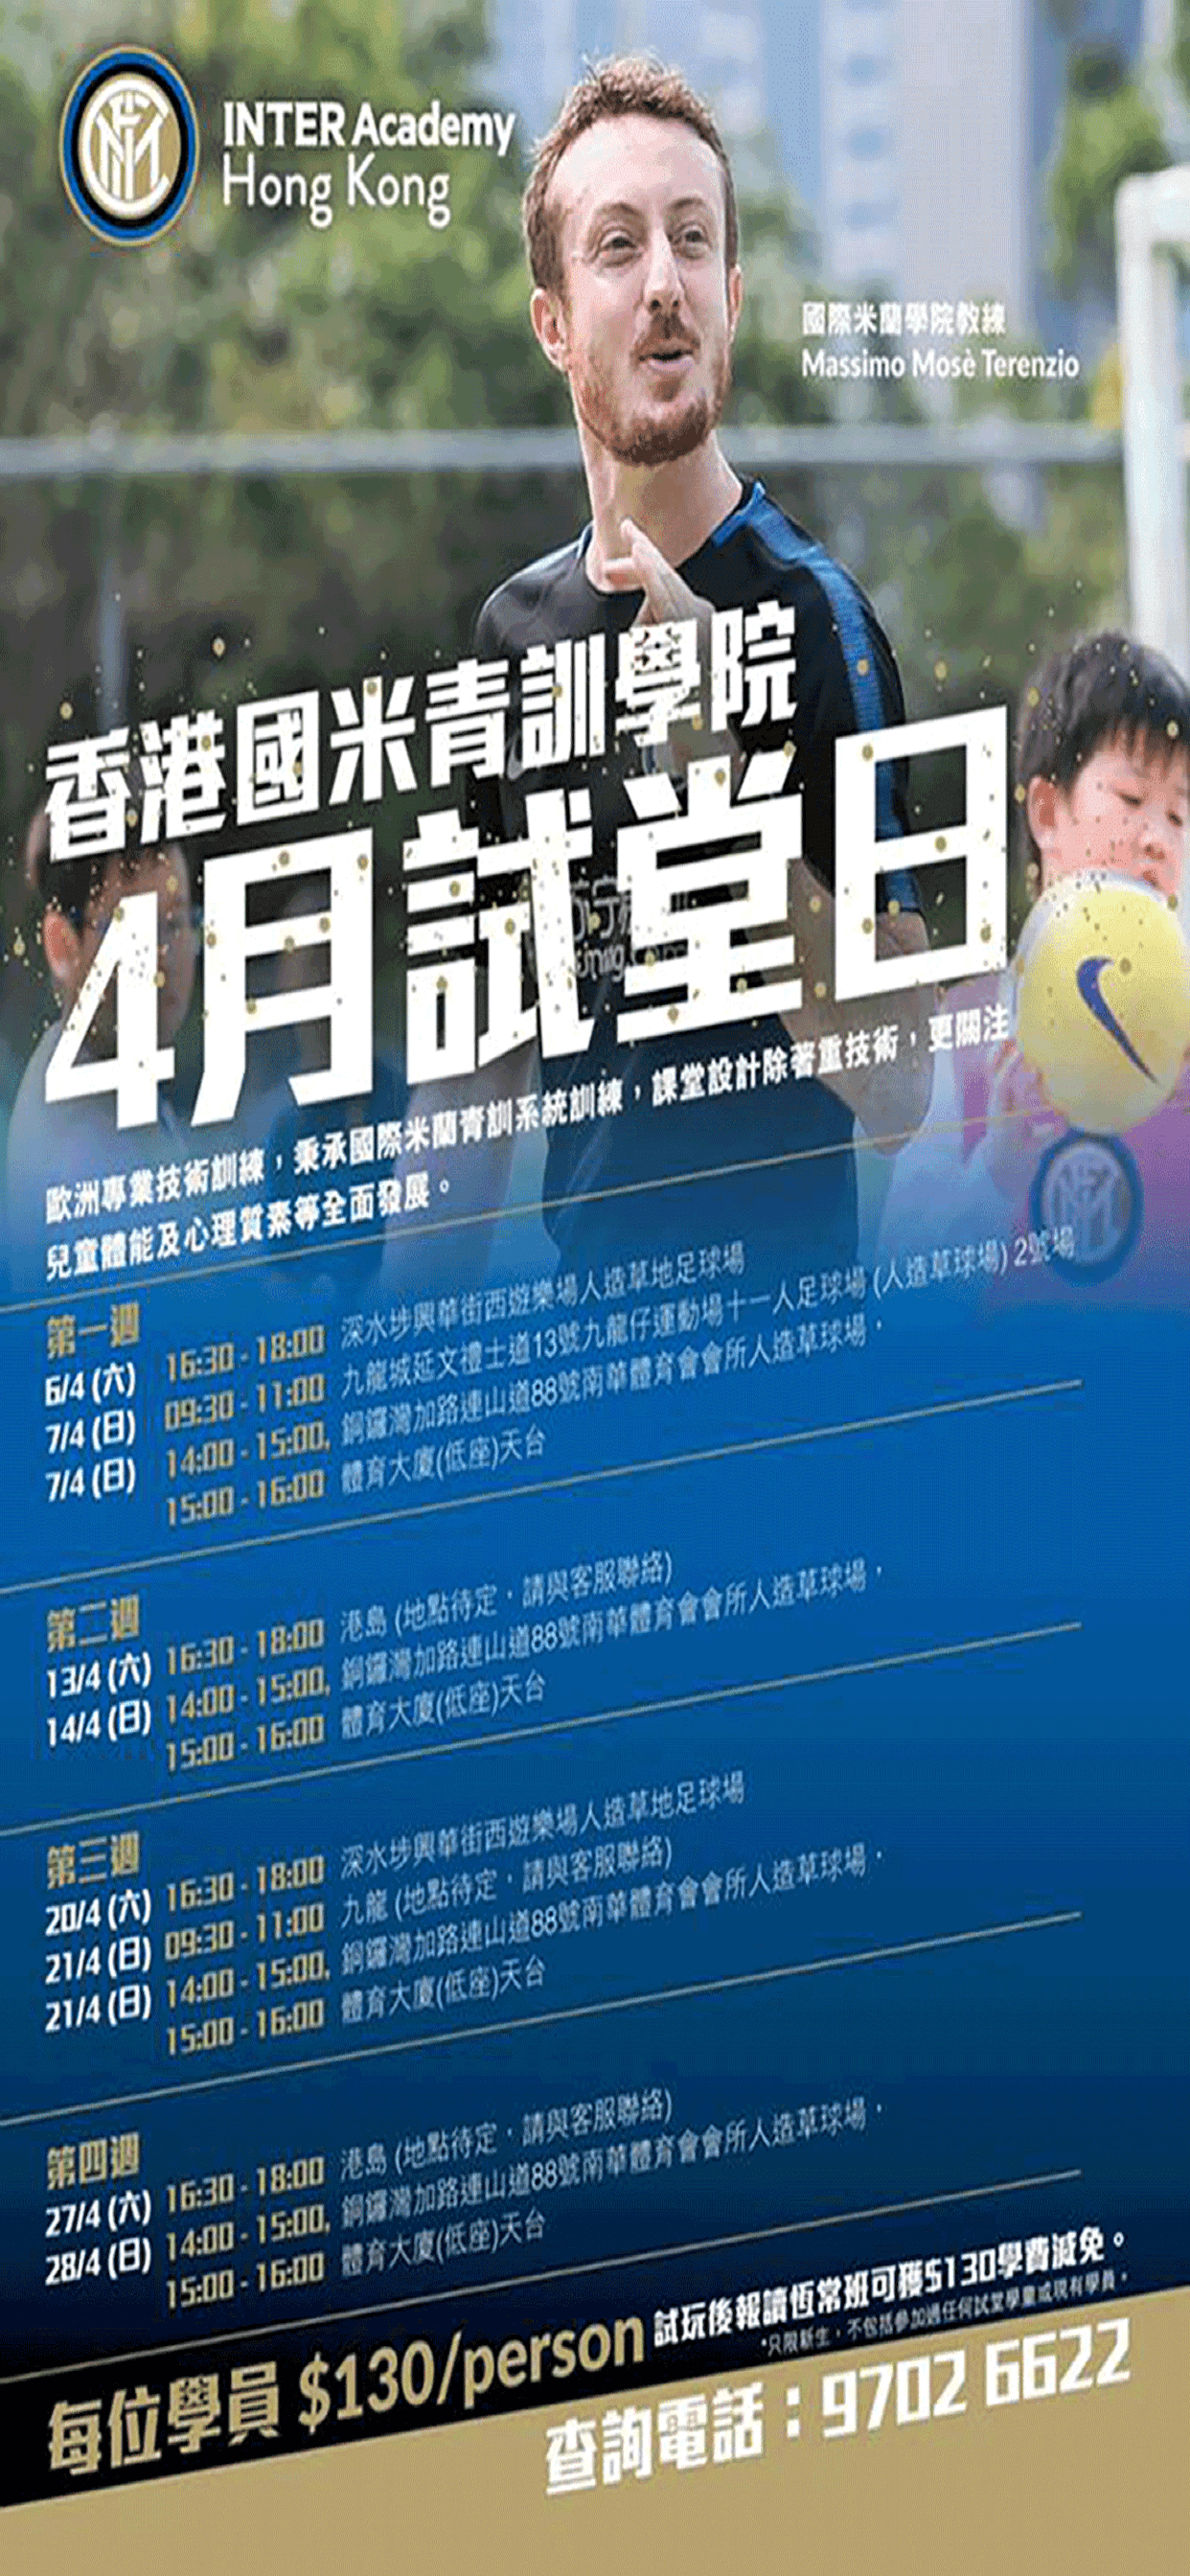 INTER Academy
Hong Kong
國際米蘭學院教練
Massimo Mosè Terenzio
香港國米青訓學院
4月試堂日
歐洲專業技術訓練，秉承國際米蘭青訓系統訓練，課堂設計除著重技術，更關注
兒童體能及心理質素等全面發展。
第一週
6/4 (六) 16:30 - 18:00 深水埗興華街西遊樂場人造草地足球場
7/4 (日) 09:30 - 11:00 九龍城延文禮士道13號九龍仔運動場十一人足球場 (人造草球場) 2號場
7/4 (日) 14:00 - 15:00, 銅鑼灣加路連山道88號南華體育會會所人造草球場，
15:00 - 16:00 體育大廈(低座)天台
第二週
13/4 (六) 16:30 - 18:00 港島 (地點待定，請與客服聯絡)
14/4 (日) 14:00 - 15:00, 銅鑼灣加路連山道88號南華體育會會所人造草球場，
15:00 - 16:00 體育大廈(低座)天台
第三週
20/4 (六) 16:30 - 18:00 深水埗興華街西遊樂場人造草地足球場
21/4 (日) 09:30 - 11:00 九龍 (地點待定，請與客服聯絡)
21/4 (日) 14:00 - 15:00, 銅鑼灣加路連山道88號南華體育會會所人造草球場，
15:00 - 16:00 體育大廈(低座)天台
第四週
27/4 (六) 16:30 - 18:00 港島 (地點待定，請與客服聯絡)
28/4 (日) 14:00 - 15:00, 銅鑼灣加路連山道88號南華體育會會所人造草球場，
15:00 - 16:00 體育大廈(低座)天台
每位學員 $130/person 試玩後報讀恆常班可獲$130學費減免。
*只限新生，不包括參加過任何試堂學童或現有學員。
查詢電話：9702 6622